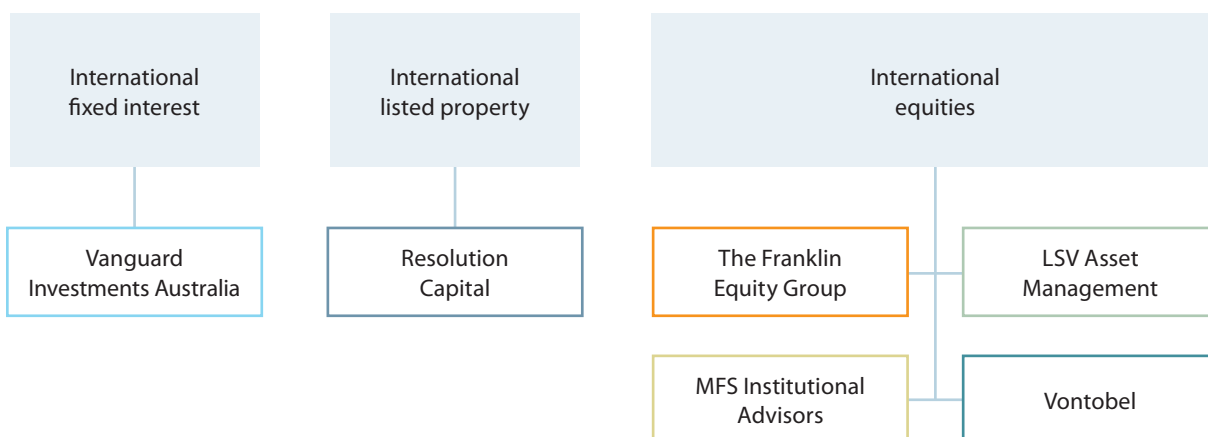 International
fixed interest
International
listed property
International
equities
Vanguard
Investments Australia
Resolution
Capital
The Franklin
Equity Group
LSV Asset
Management
MFS Institutional
Advisors
Vontobel